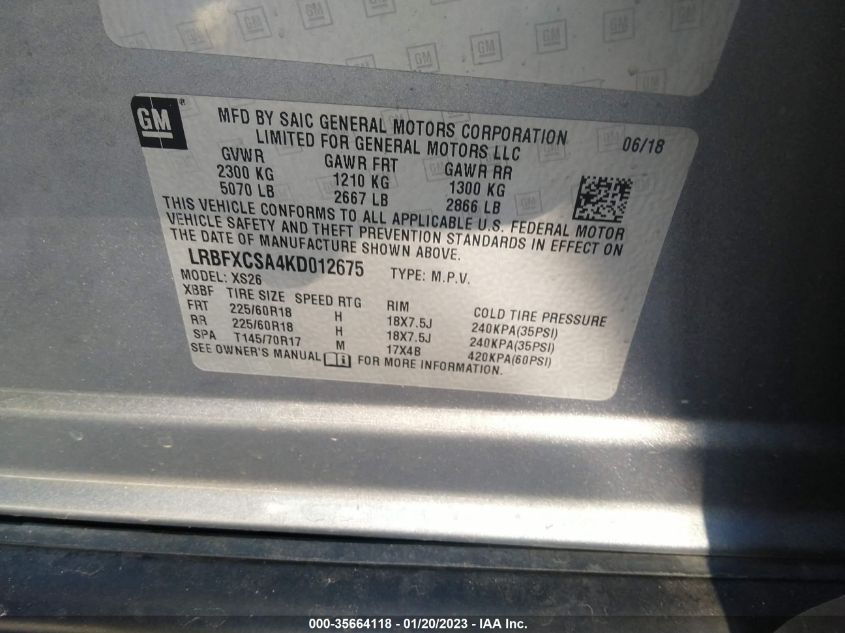 GM ®
MFD BY SAIC GENERAL MOTORS CORPORATION
LIMITED FOR GENERAL MOTORS LLC
06/18
GVWR GAWR FRT GAWR RR
2300 KG 1210 KG 1300 KG
5070 LB 2667 LB 2866 LB
THIS VEHICLE CONFORMS TO ALL APPLICABLE U.S. FEDERAL MOTOR
VEHICLE SAFETY AND THEFT PREVENTION STANDARDS IN EFFECT ON
THE DATE OF MANUFACTURE SHOWN ABOVE.
LRBFXCSA4KD012675 TYPE: M.P.V.
MODEL: XS26
XBBF TIRE SIZE SPEED RTG RIM COLD TIRE PRESSURE
FRT 225/60R18 H 18X7.5J 240KPA(35PSI)
RR 225/60R18 H 18X7.5J 240KPA(35PSI)
SPA T145/70R17 M 17X4B 420KPA(60PSI)
SEE OWNER'S MANUAL FOR MORE INFORMATION.
000-35664118 - 01/20/2023 - IAA Inc.